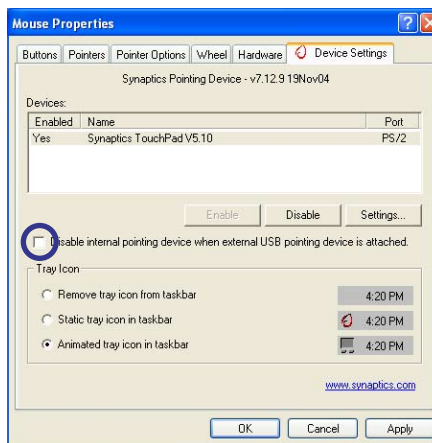 Mouse Properties
Buttons Pointers Pointer Options Wheel Hardware Device Settings
Synaptics Pointing Device - v7.12.9 19Nov04
Devices:
Enabled Name Port
Yes Synaptics TouchPad V5.10 PS/2
Enable Disable Settings...
Disable internal pointing device when external USB pointing device is attached.
Tray Icon
Remove tray icon from taskbar 4:20 PM
Static tray icon in taskbar 4:20 PM
Animated tray icon in taskbar 4:20 PM
www.synaptics.com
OK Cancel Apply